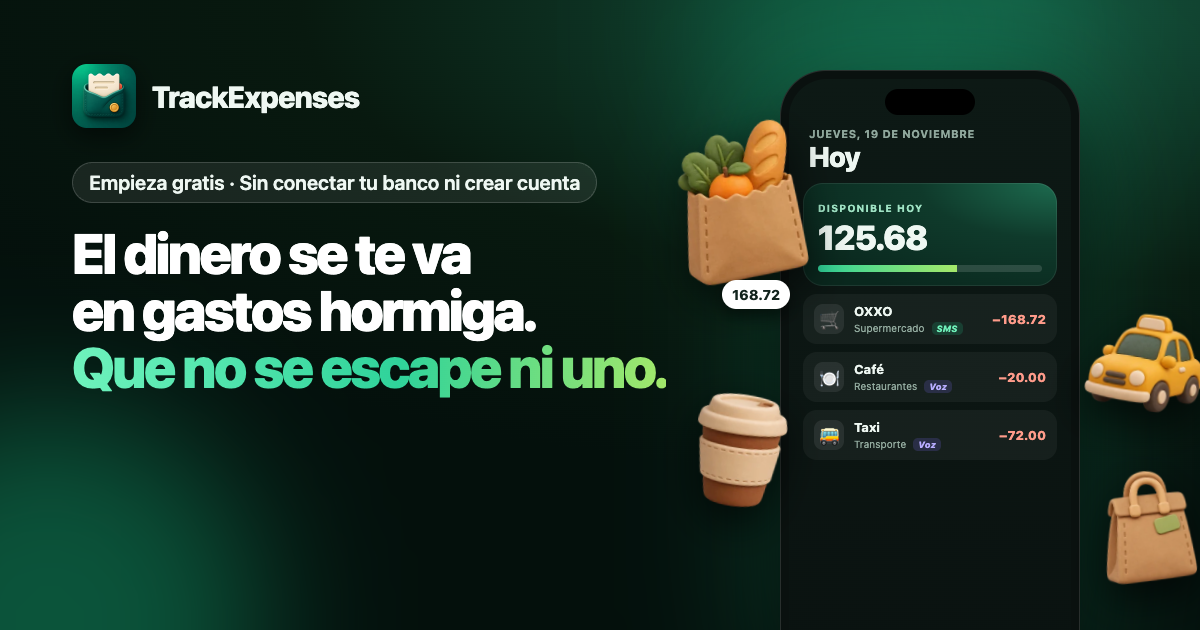 TrackExpenses
Empieza gratis · Sin conectar tu banco ni crear cuenta
El dinero se te va
en gastos hormiga.
Que no se escape ni uno.
168.72
JUEVES, 19 DE NOVIEMBRE
Hoy
DISPONIBLE HOY
125.68
OXXO
Supermercado SMS
−168.72
Café
Restaurantes Voz
−20.00
Taxi
Transporte Voz
−72.00